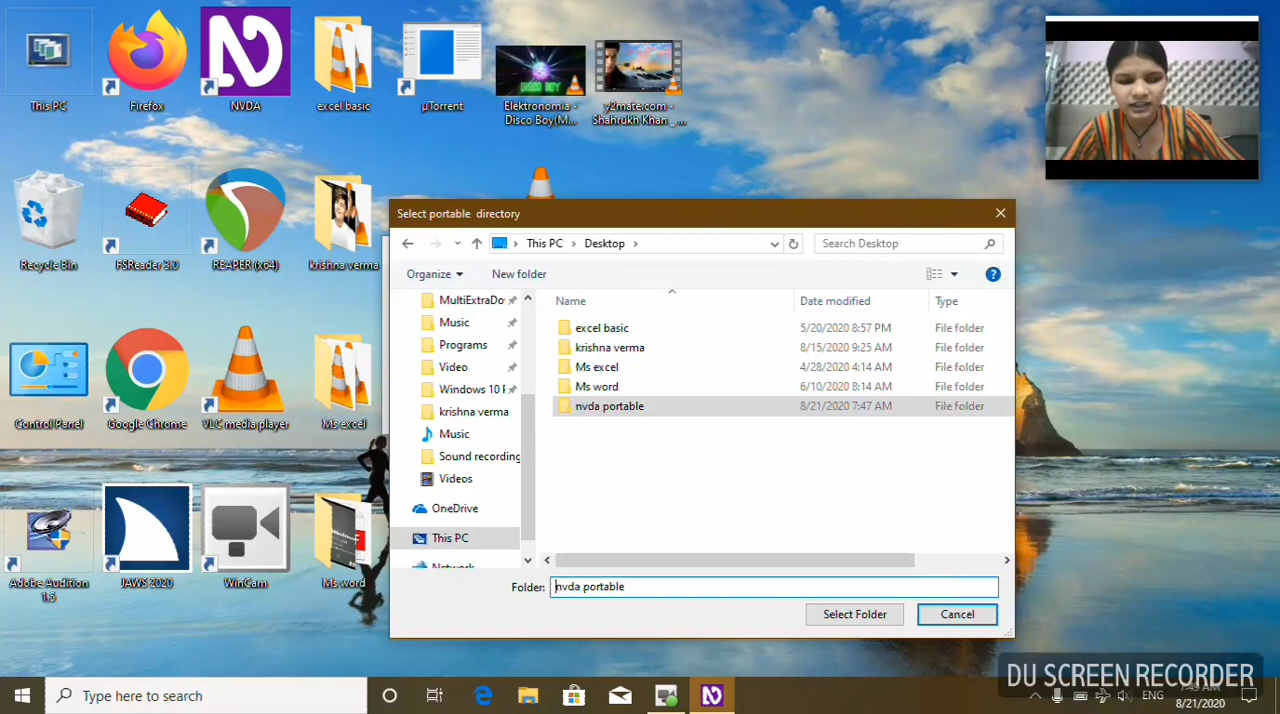 This PC
Firefox
NVDA
excel basic
µTorrent
Elektronomia -
Disco Boy(M...
y2mate.com -
Shahrukh Khan _...
DISCO BOY
Recycle Bin
FSReader 3.0
REAPER (x64)
krishna verma
Control Panel
Google Chrome
VLC media player
Ms excel
Adobe Audition
1.5
JAWS 2020
WinCam
Ms word
Select portable directory
This PC > Desktop >
Search Desktop
Organize
New folder
MultiExtraDo
Music
Programs
Video
Windows 10 F
krishna verma
Music
Sound recording
Videos
OneDrive
This PC
Network
Name Date modified Type
excel basic 5/20/2020 8:57 PM File folder
krishna verma 8/15/2020 9:25 AM File folder
Ms excel 4/28/2020 4:14 AM File folder
Ms word 6/10/2020 8:14 AM File folder
nvda portable 8/21/2020 7:47 AM File folder
Folder: nvda portable
Select Folder
Cancel
DU SCREEN RECORDER
Type here to search
ENG
7:49 AM
8/21/2020